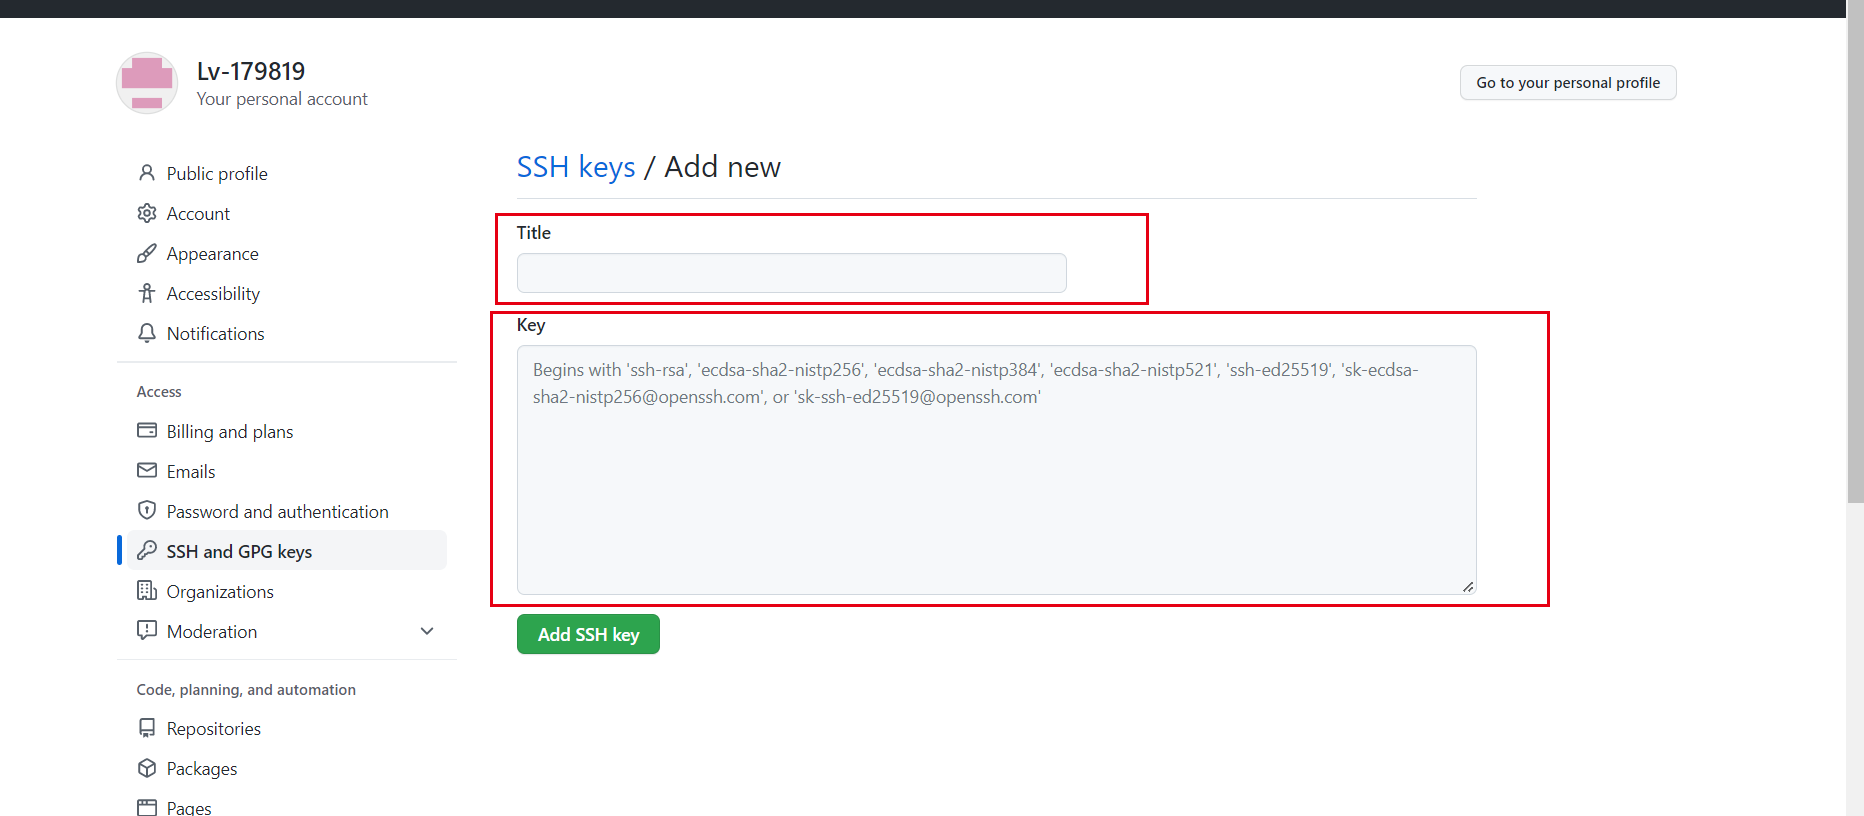 Lv-179819
Your personal account
Go to your personal profile
Public profile
Account
Appearance
Accessibility
Notifications
Access
Billing and plans
Emails
Password and authentication
SSH and GPG keys
Organizations
Moderation
Code, planning, and automation
Repositories
Packages
Pages
SSH keys / Add new
Title
Key
Begins with 'ssh-rsa', 'ecdsa-sha2-nistp256', 'ecdsa-sha2-nistp384', 'ecdsa-sha2-nistp521', 'ssh-ed25519', 'sk-ecdsa-
sha2-nistp256@openssh.com', or 'sk-ssh-ed25519@openssh.com'
Add SSH key